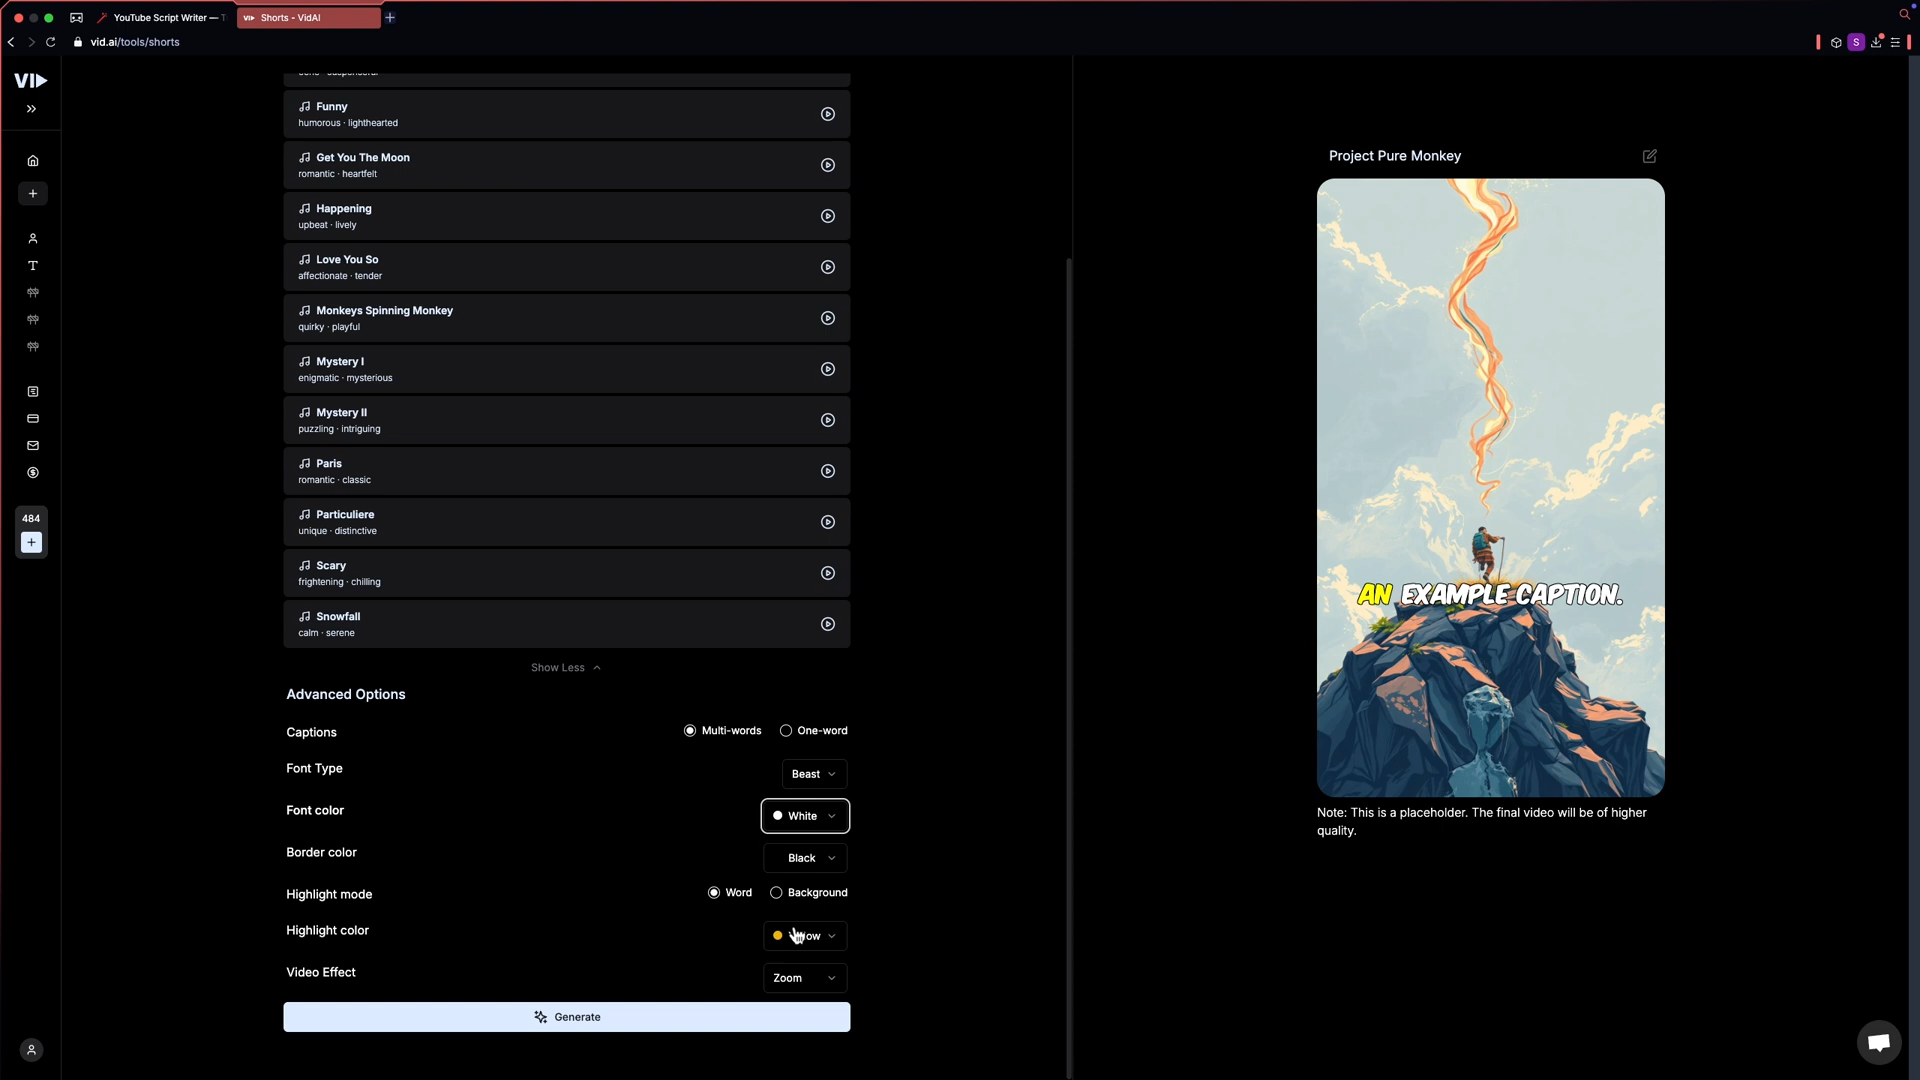 YouTube Script Writer —
VI▶ Shorts - VidAI
vid.ai/tools/shorts
S
VI▶
Funny
humorous · lighthearted
Get You The Moon
romantic · heartfelt
Happening
upbeat · lively
Love You So
affectionate · tender
Monkeys Spinning Monkey
quirky · playful
Mystery I
enigmatic · mysterious
Mystery II
puzzling · intriguing
Paris
romantic · classic
Particuliere
unique · distinctive
Scary
frightening · chilling
Snowfall
calm · serene
Show Less
Advanced Options
Captions
Multi-words
One-word
Font Type
Beast
Font color
White
Border color
Black
Highlight mode
Word
Background
Highlight color
Video Effect
Zoom
Generate
484
Project Pure Monkey
AN EXAMPLE CAPTION.
Note: This is a placeholder. The final video will be of higher
quality.